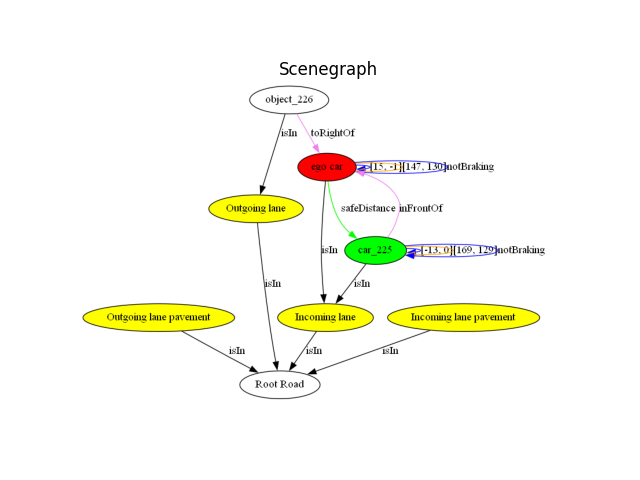 Scenegraph
object_226
isIn
toRightOf
ego car
[15, -1]
[147, 130]
notBraking
Outgoing lane
safeDistance
inFrontOf
isIn
car_225
[-13, 0]
[169, 129]
notBraking
isIn
isIn
Outgoing lane pavement
Incoming lane
Incoming lane pavement
isIn
isIn
isIn
Root Road